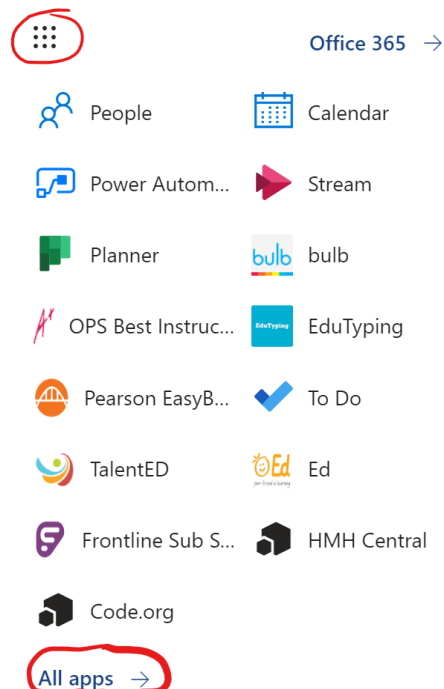 Office 365 →
People Calendar
Power Autom... Stream
Planner bulb bulb
OPS Best Instruc... EduTyping EduTyping
Pearson EasyB... To Do
TalentED Ed Ed
Frontline Sub S... HMH Central
Code.org
All apps →